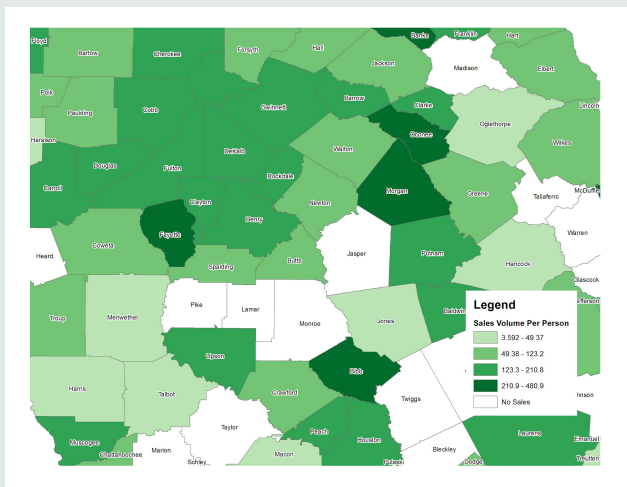 Banks
Franklin
Hart
Floyd
Bartow
Cherokee
Forsyth
Hall
Jackson
Madison
Elbert
Polk
Paulding
Cobb
Gwinnett
Barrow
Clarke
Lincoln
Oglethorpe
Oconee
Haralson
Walton
Wilkes
DeKalb
Douglas
Fulton
Rockdale
Carroll
Morgan
McDuffie
Greene
Taliaferro
Clayton
Newton
Henry
Fayette
Warren
Coweta
Heard
Jasper
Putnam
Butts
Spalding
Hancock
Glascock
Jefferson
Pike
Lamar
Baldwin
Troup
Meriwether
Monroe
Jones
Upson
Bibb
Harris
Talbot
Crawford
Twiggs
Johnson
Taylor
Peach
Houston
Laurens
Muscogee
Emanuel
Marion
Bleckley
Chattahoochee
Macon
Treutlen
Schley
Pulaski
Dodge
Legend
Sales Volume Per Person
3.592 - 49.37
49.38 - 123.2
123.3 - 210.8
210.9 - 480.9
No Sales